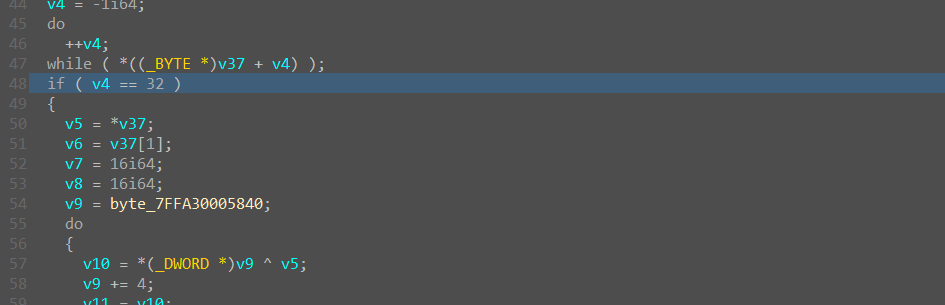 44 v4 = -1i64;
45 do
46 ++v4;
47 while ( *((_BYTE *)v37 + v4) );
48 if ( v4 == 32 )
49 {
50 v5 = *v37;
51 v6 = v37[1];
52 v7 = 16i64;
53 v8 = 16i64;
54 v9 = byte_7FFA30005840;
55 do
56 {
57 v10 = *(_DWORD *)v9 ^ v5;
58 v9 += 4;
59 v11 = v10;